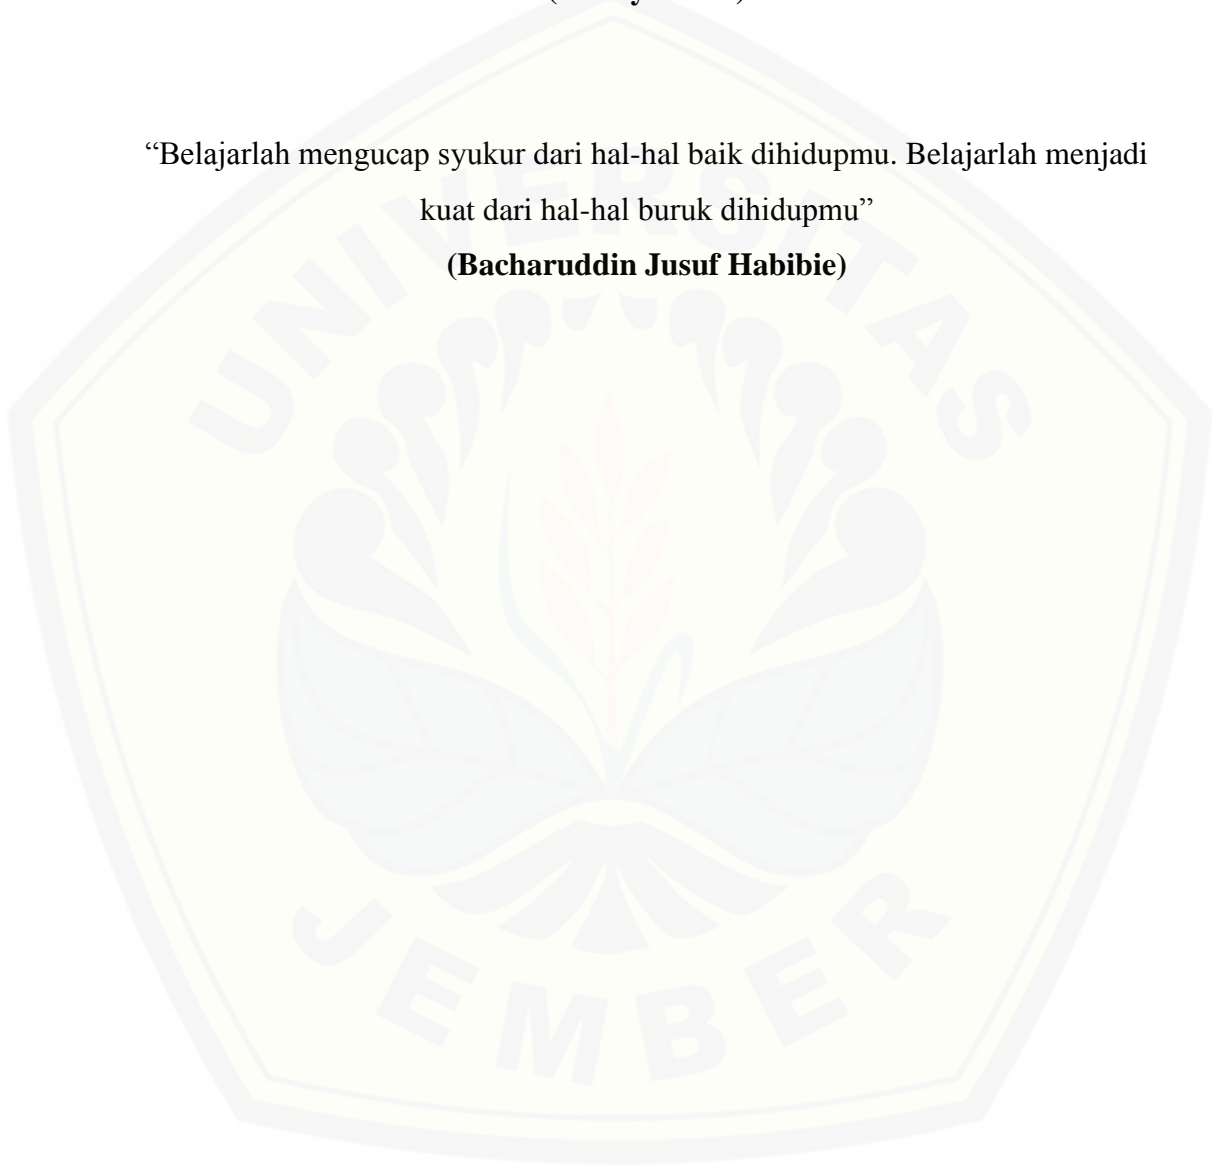 “Belajarlah mengucap syukur dari hal-hal baik dihidupmu. Belajarlah menjadi
kuat dari hal-hal buruk dihidupmu”
(Bacharuddin Jusuf Habibie)
UNIVERSITAS
JEMBER